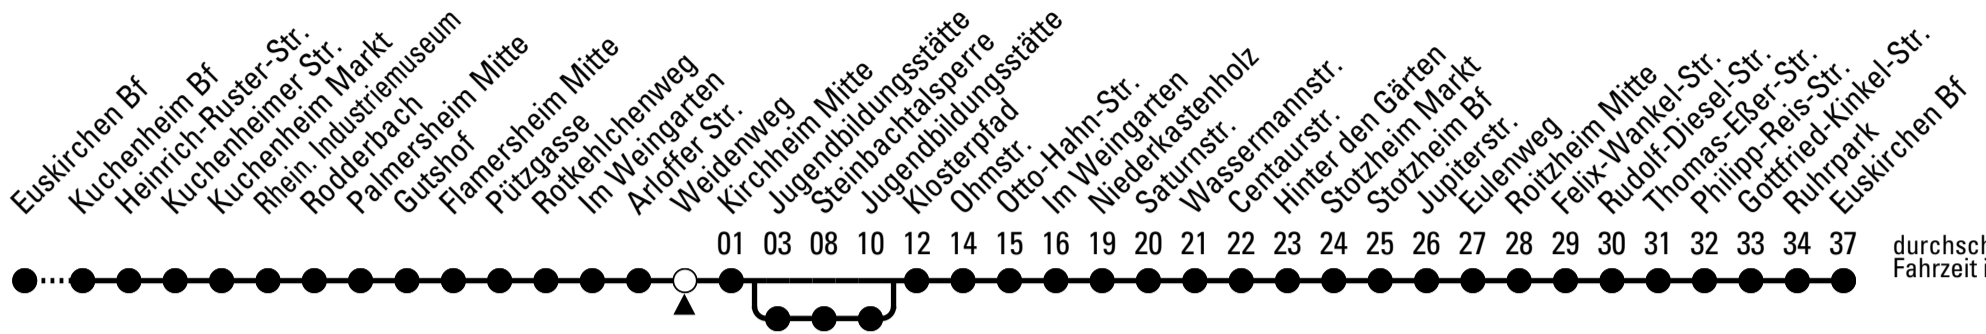 Euskirchen Bf
Kuchenheim Bf
Heinrich-Ruster-Str.
Kuchenheimer Str.
Kuchenheim Markt
Rhein. Industriemuseum
Rodderbach
Palmersheim Mitte
Gutshof
Flamersheim Mitte
Pützgasse
Rotkehlchenweg
Im Weingarten
Arloffer Str.
Weidenweg
Kirchheim Mitte
Jugendbildungsstätte
Steinbachtalsperre
Jugendbildungsstätte
Klosterpfad
Ohmstr.
Otto-Hahn-Str.
Im Weingarten
Niederkastenholz
Saturnstr.
Wassermannstr.
Centaurstr.
Hinter den Gärten
Stotzheim Markt
Stotzheim Bf
Jupiterstr.
Eulenweg
Roitzheim Mitte
Felix-Wankel-Str.
Rudolf-Diesel-Str.
Thomas-Eßer-Str.
Philipp-Reis-Str.
Gottfried-Kinkel-Str.
Ruhrpark
Euskirchen Bf
01 03 08 10 12 14 15 16 19 20 21 22 23 24 25 26 27 28 29 30 31 32 33 34 37
durchsch
Fahrzeit i